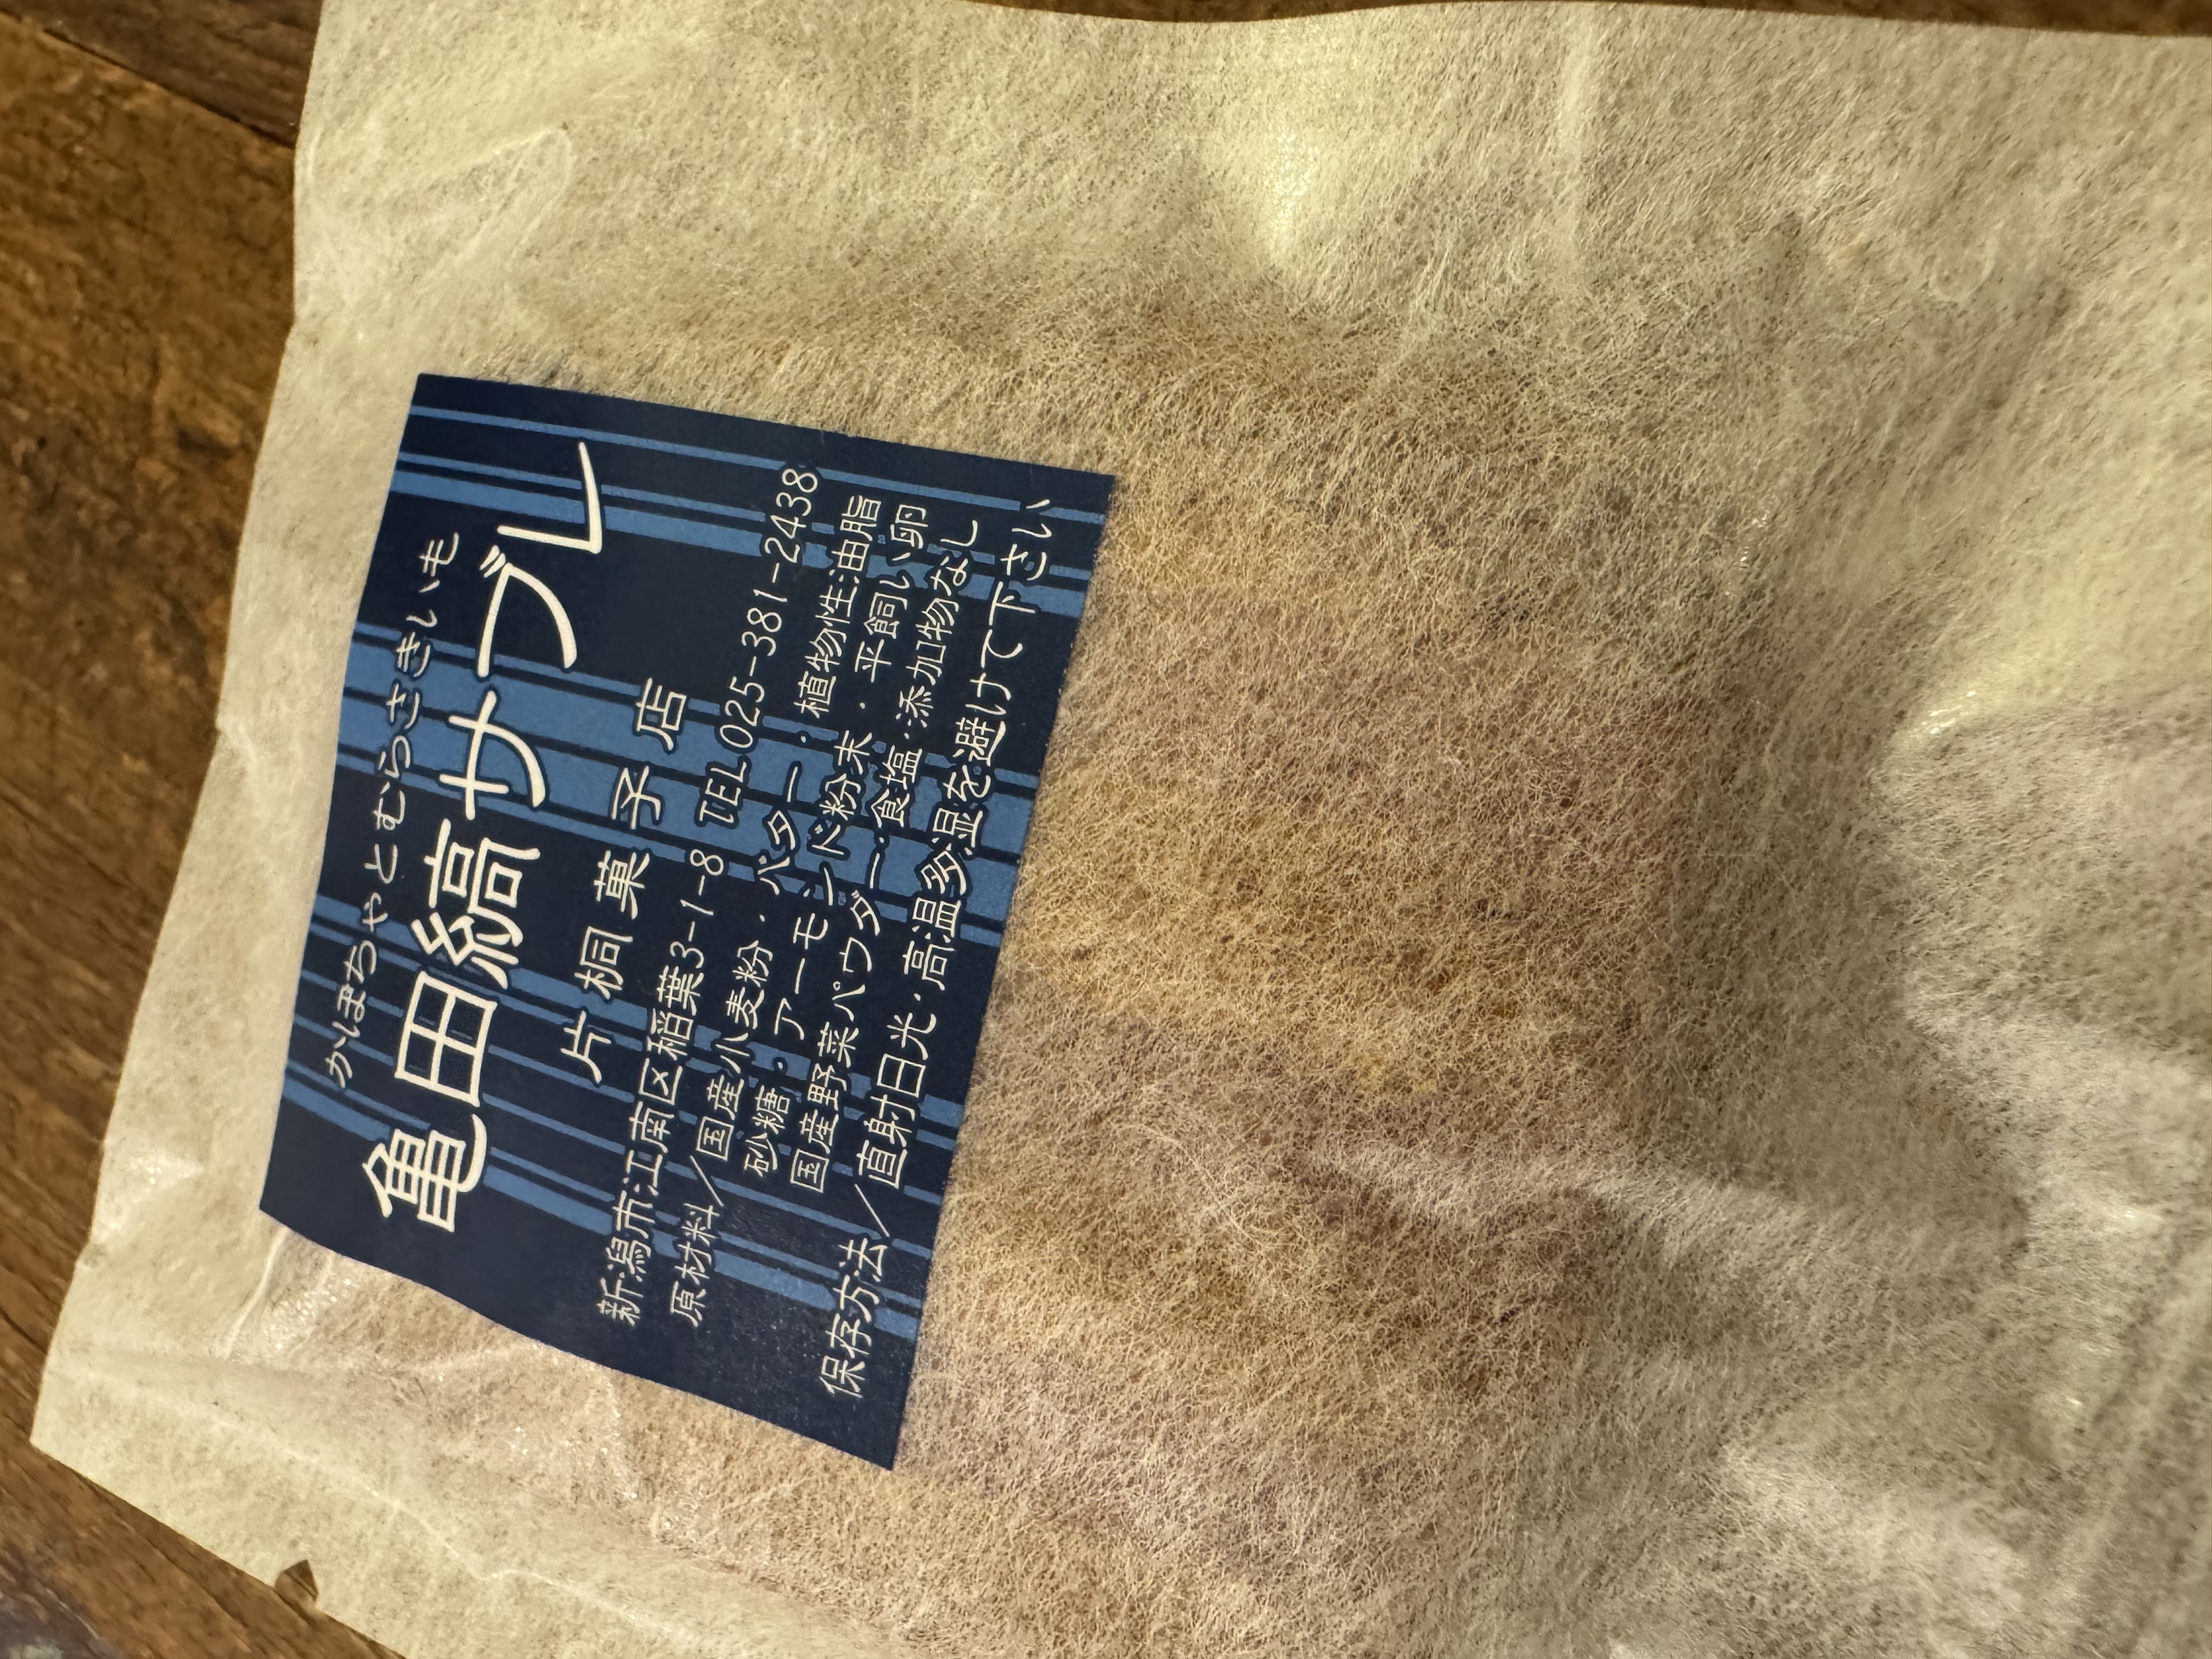 かぼちゃとむらさきいも
亀田縞サブレ
片桐菓子店
新潟市江南区稲葉3-1-8 TEL025-381-2438
原材料/国産小麦粉・バター・植物性油脂
砂糖・アーモンド粉末・平飼い卵
国産野菜パウダー・食塩・添加物なし
保存方法/直射日光・高温多湿を避けて下さい